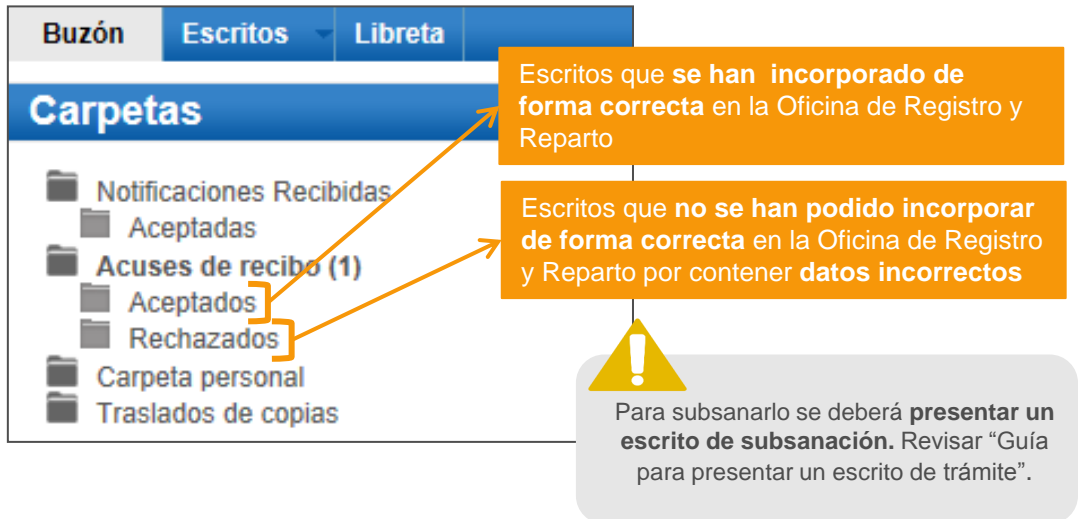 Buzón Escritos Libreta
Carpetas
Notificaciones Recibidas
Aceptadas
Acuses de recibo (1)
Aceptados
Rechazados
Carpeta personal
Traslados de copias
Escritos que se han incorporado de
forma correcta en la Oficina de Registro y
Reparto
Escritos que no se han podido incorporar
de forma correcta en la Oficina de Registro
y Reparto por contener datos incorrectos
Para subsanarlo se deberá presentar un
escrito de subsanación. Revisar “Guía
para presentar un escrito de trámite”.